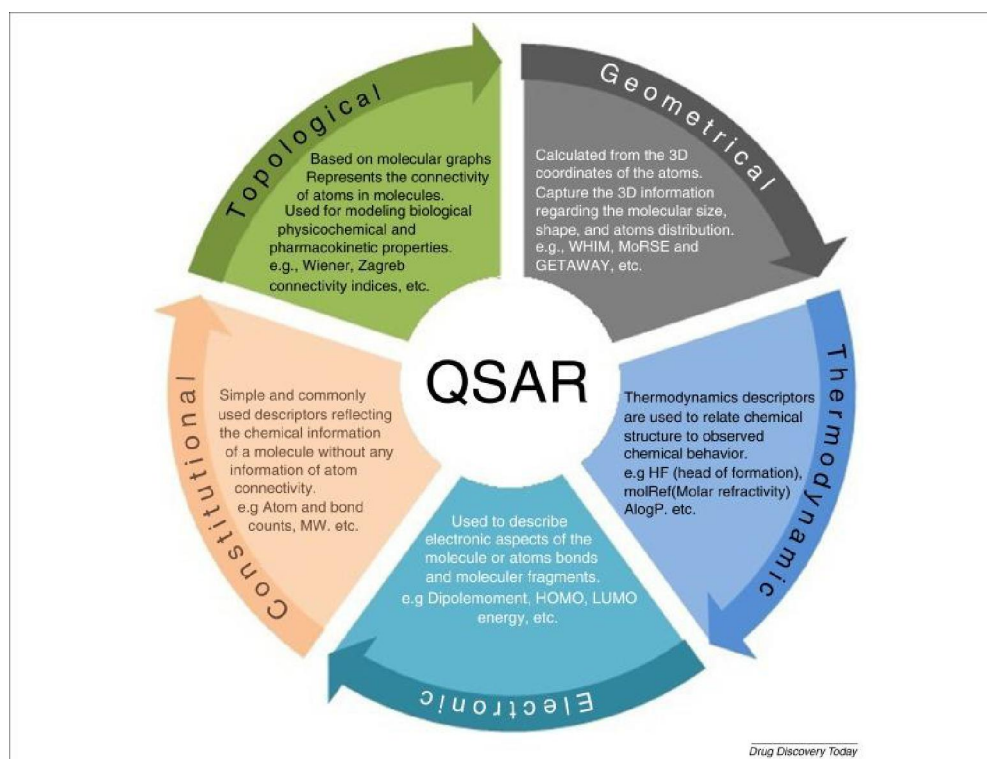 Topological
Based on molecular graphs
Represents the connectivity
of atoms in molecules.
Used for modeling biological
physicochemical and
pharmacokinetic properties.
e.g., Wiener, Zagreb
connectivity indices, etc.
Geometrical
Calculated from the 3D
coordinates of the atoms.
Capture the 3D information
regarding the molecular size,
shape, and atoms distribution.
e.g., WHIM, MoRSE and
GETAWAY, etc.
QSAR
Thermodynamic
Thermodynamics descriptors
are used to relate chemical
structure to observed
chemical behavior.
e.g HF (head of formation),
molRef(Molar refractivity)
AlogP. etc.
Electronic
Used to describe
electronic aspects of the
molecule or atoms bonds
and moleculer fragments.
e.g Dipolemoment, HOMO, LUMO
energy, etc.
Constitutional
Simple and commonly
used descriptors reflecting
the chemical information
of a molecule without any
information of atom
connectivity.
e.g Atom and bond
counts, MW. etc.
Drug Discovery Today